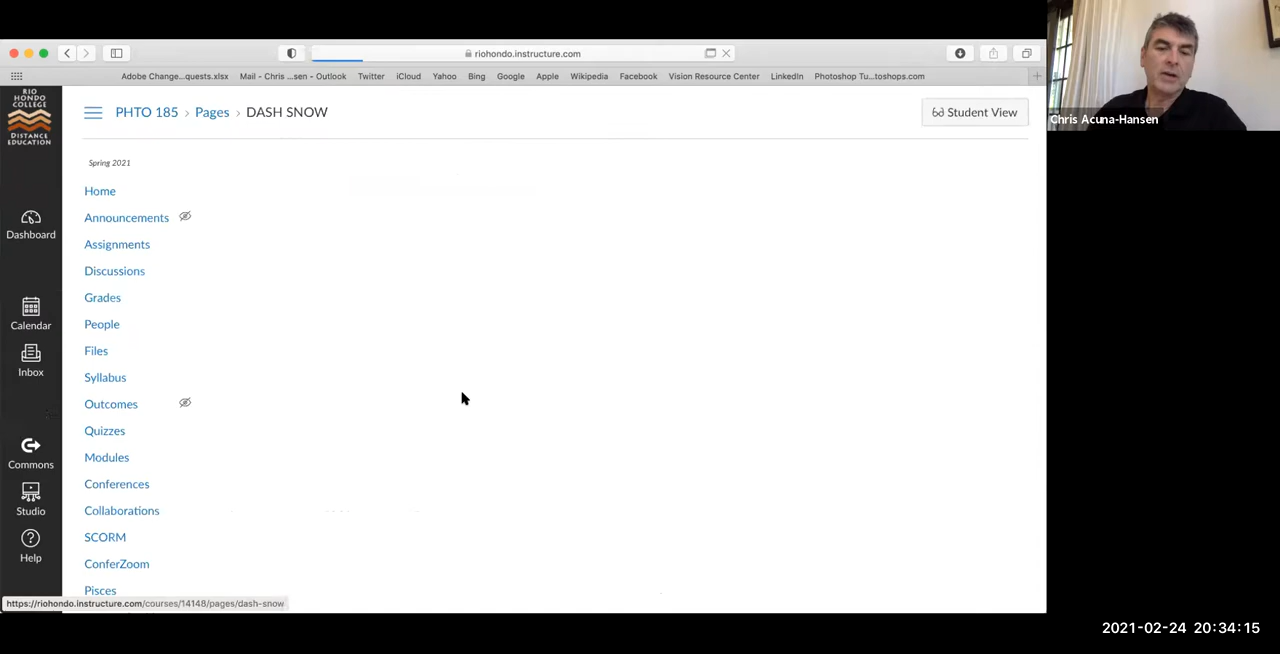 riohondo.instructure.com
Adobe Change...quests.xlsx Mail - Chris ...sen - Outlook Twitter iCloud Yahoo Bing Google Apple Wikipedia Facebook Vision Resource Center LinkedIn Photoshop Tu...toshops.com
RIO
HONDO
COLLEGE
DISTANCE
EDUCATION
PHTO 185 › Pages › DASH SNOW
Student View
Chris Acuna-Hansen
Spring 2021
Home
Announcements
Assignments
Discussions
Grades
People
Files
Syllabus
Outcomes
Quizzes
Modules
Conferences
Collaborations
SCORM
ConferZoom
Pisces
Dashboard
Calendar
Inbox
Commons
Studio
Help
https://riohondo.instructure.com/courses/14148/pages/dash-snow
2021-02-24 20:34:15